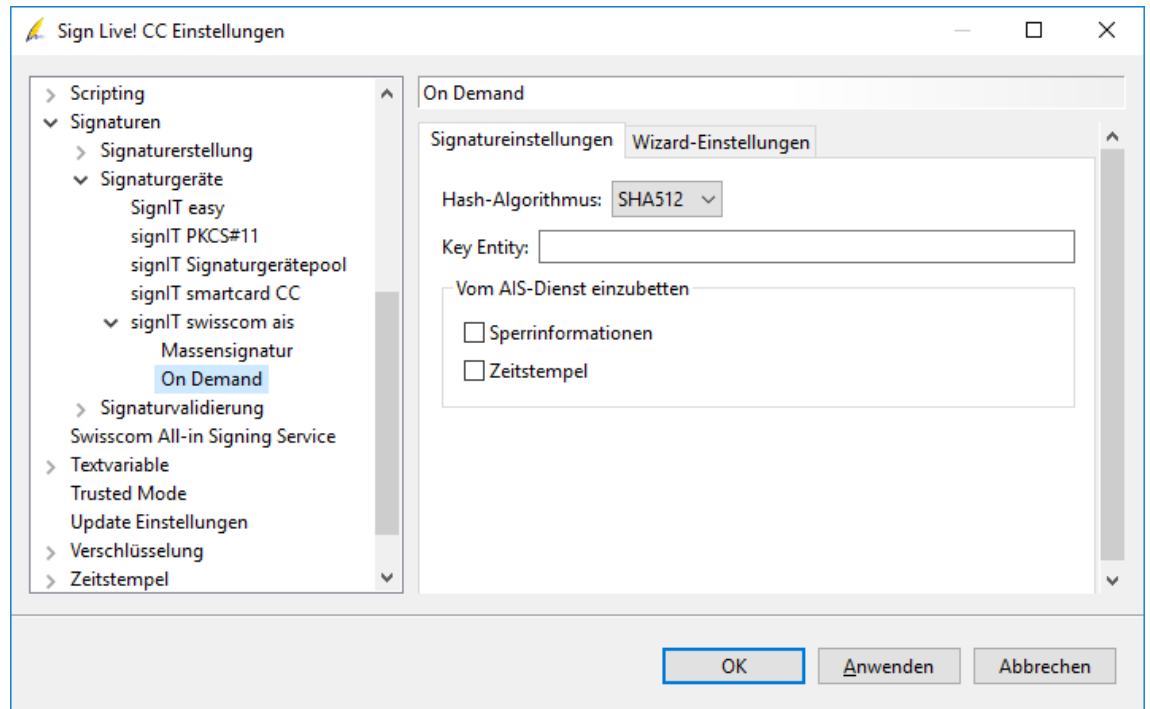 Sign Live! CC Einstellungen
Scripting
Signaturen
Signaturerstellung
Signaturgeräte
SignIT easy
signIT PKCS#11
signIT Signaturgerätepool
signIT smartcard CC
signIT swisscom ais
Massensignatur
On Demand
Signaturvalidierung
Swisscom All-in Signing Service
Textvariable
Trusted Mode
Update Einstellungen
Verschlüsselung
Zeitstempel
On Demand
Signatureinstellungen Wizard-Einstellungen
Hash-Algorithmus: SHA512
Key Entity:
Vom AIS-Dienst einzubetten
Sperrinformationen
Zeitstempel
OK Anwenden Abbrechen